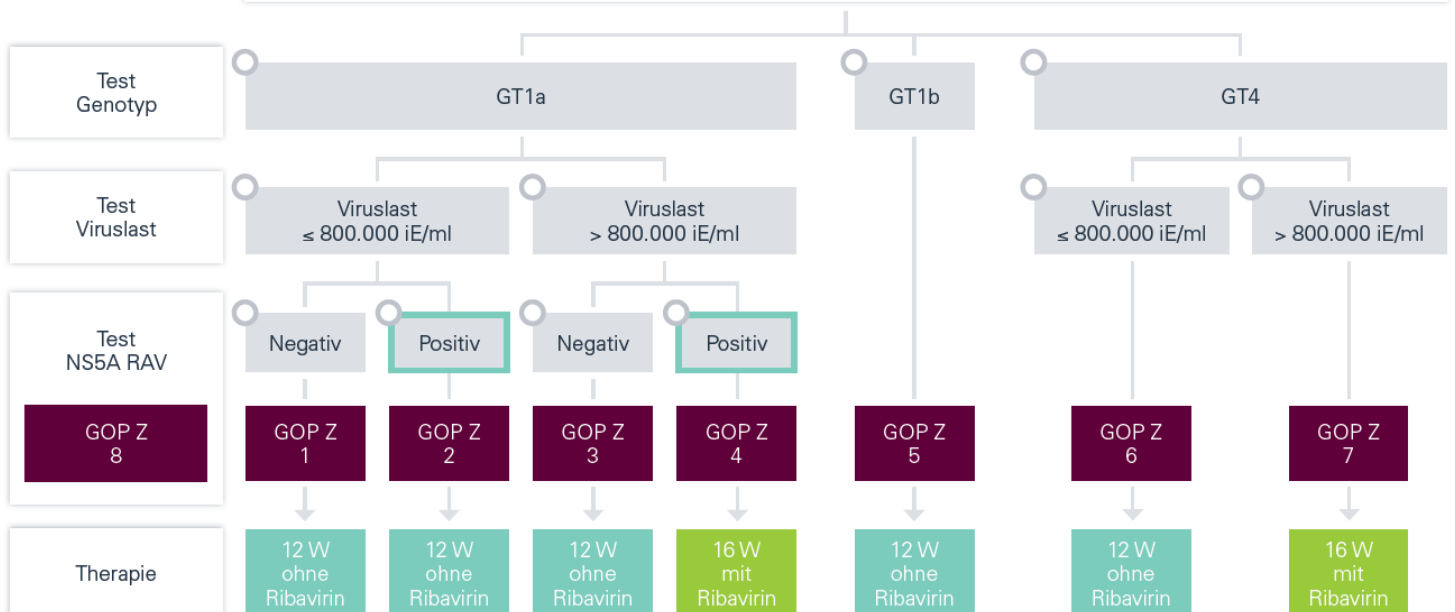 Test
Genotyp
GT1a
GT1b
GT4
Test
Viruslast
Viruslast
≤ 800.000 iE/ml
Viruslast
> 800.000 iE/ml
Viruslast
≤ 800.000 iE/ml
Viruslast
> 800.000 iE/ml
Test
NS5A RAV
Negativ
Positiv
Negativ
Positiv
GOP Z
8
GOP Z
1
GOP Z
2
GOP Z
3
GOP Z
4
GOP Z
5
GOP Z
6
GOP Z
7
Therapie
12 W
ohne
Ribavirin
12 W
ohne
Ribavirin
12 W
ohne
Ribavirin
16 W
mit
Ribavirin
12 W
ohne
Ribavirin
12 W
ohne
Ribavirin
16 W
mit
Ribavirin